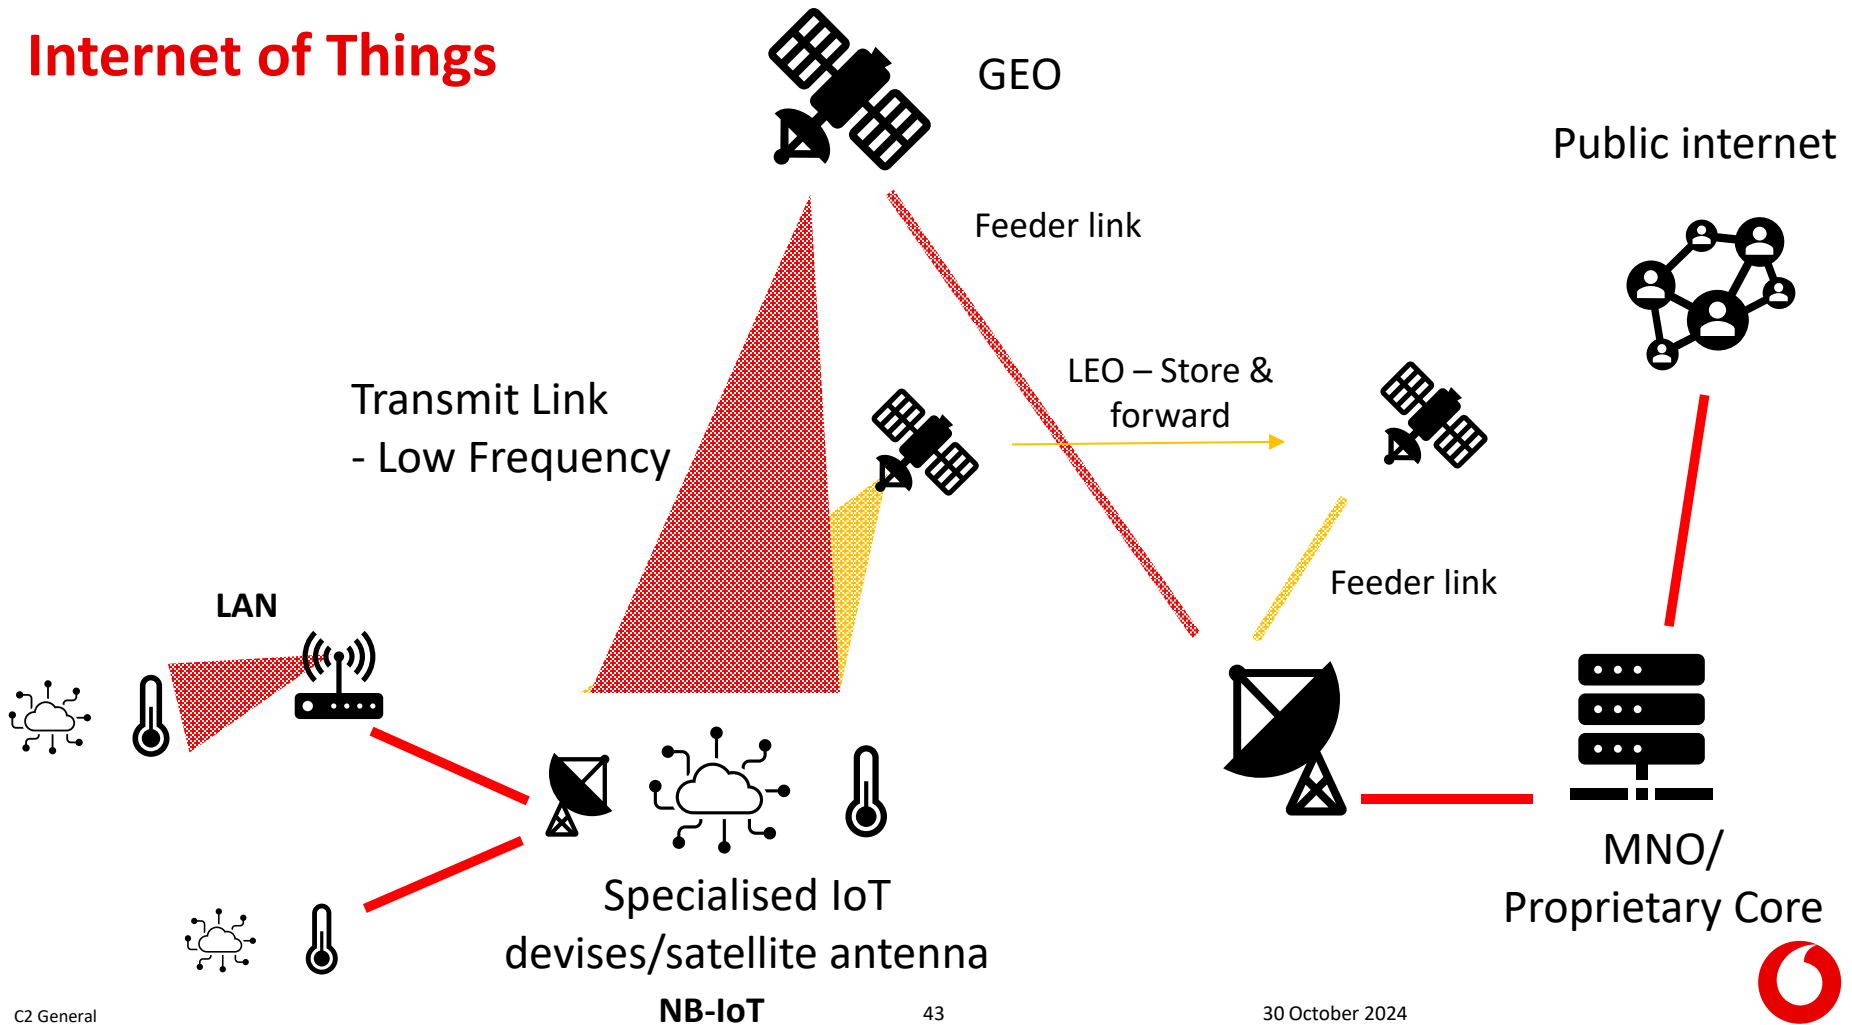 Internet of Things
GEO
Public internet
Feeder link
LEO – Store &
forward
Transmit Link
- Low Frequency
Feeder link
LAN
MNO/
Proprietary Core
Specialised IoT
devises/satellite antenna
NB-IoT
C2 General
43
30 October 2024